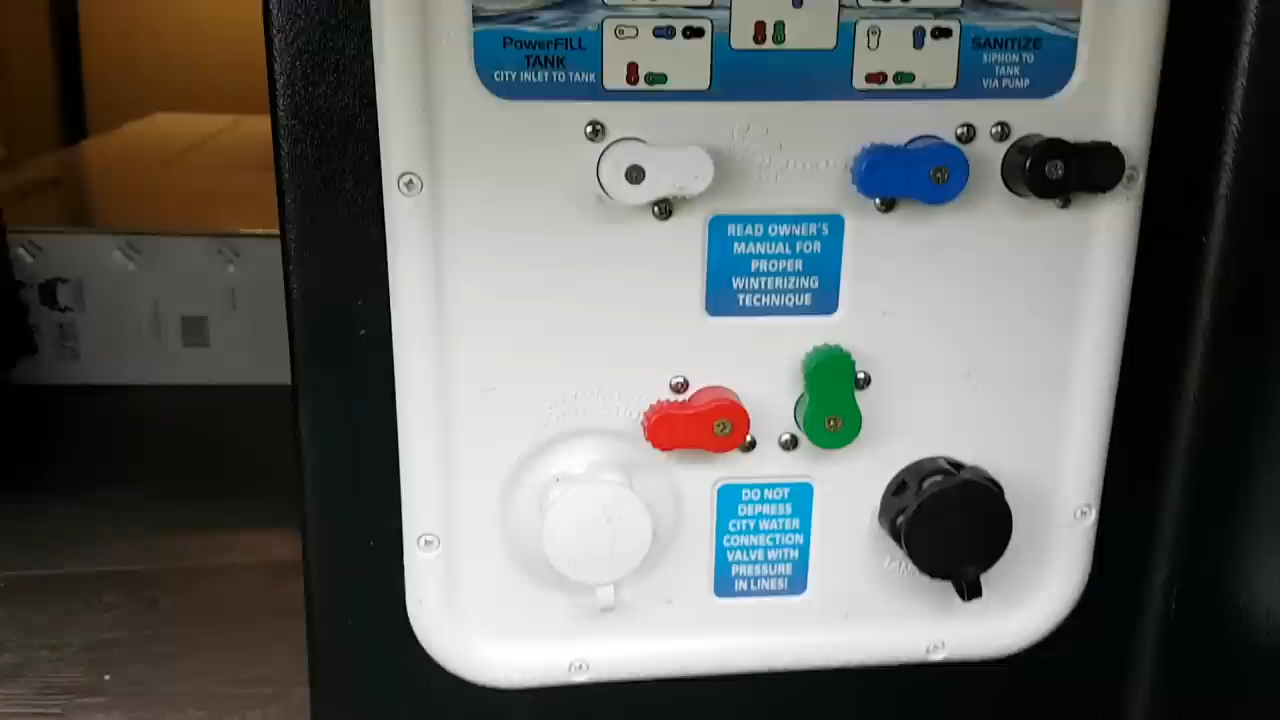 PowerFILL
TANK
CITY INLET TO TANK
SANITIZE
SIPHON TO
TANK
VIA PUMP
READ OWNER'S
MANUAL FOR
PROPER
WINTERIZING
TECHNIQUE
DO NOT
DEPRESS
CITY WATER
CONNECTION
VALVE WITH
PRESSURE
IN LINES!